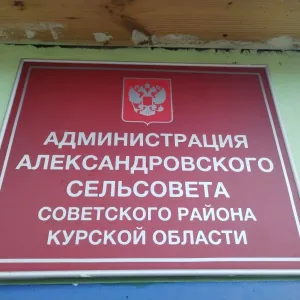 АДМИНИСТРАЦИЯ
АЛЕКСАНДРОВСКОГО
СЕЛЬСОВЕТА
СОВЕТСКОГО РАЙОНА
КУРСКОЙ ОБЛАСТИ